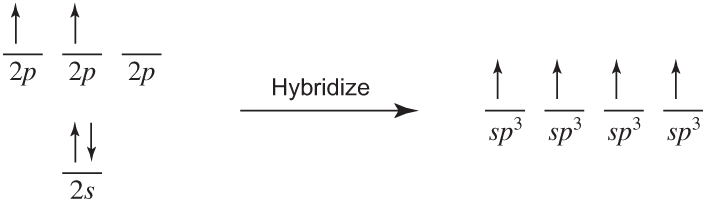 2p 2p 2p
2s
Hybridize
sp³ sp³ sp³ sp³